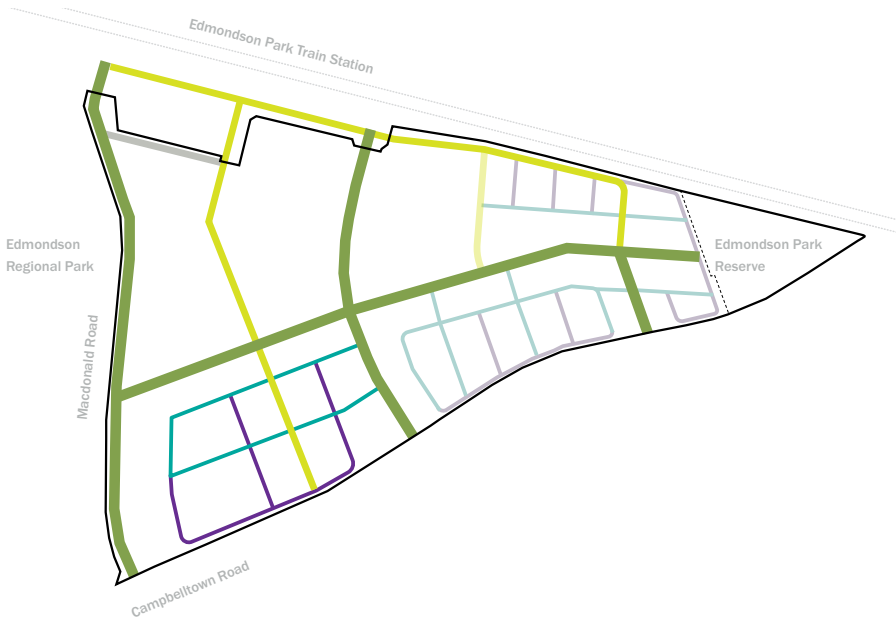 Edmondson Park Train Station
Edmondson
Regional Park
Edmondson Park
Reserve
Macdonald Road
Campbelltown Road